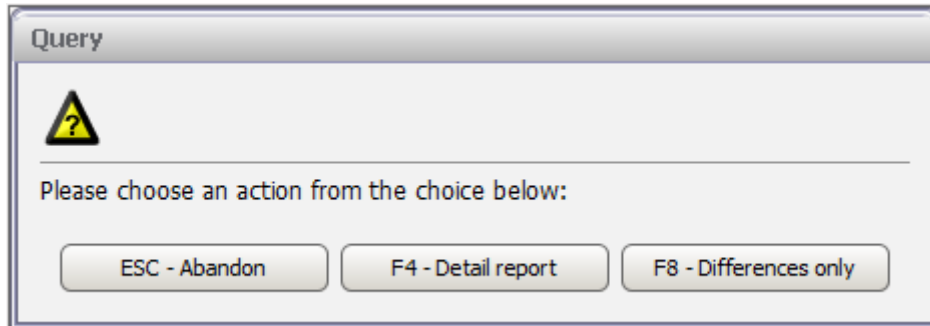 Query
?
Please choose an action from the choice below:
ESC - Abandon F4 - Detail report F8 - Differences only